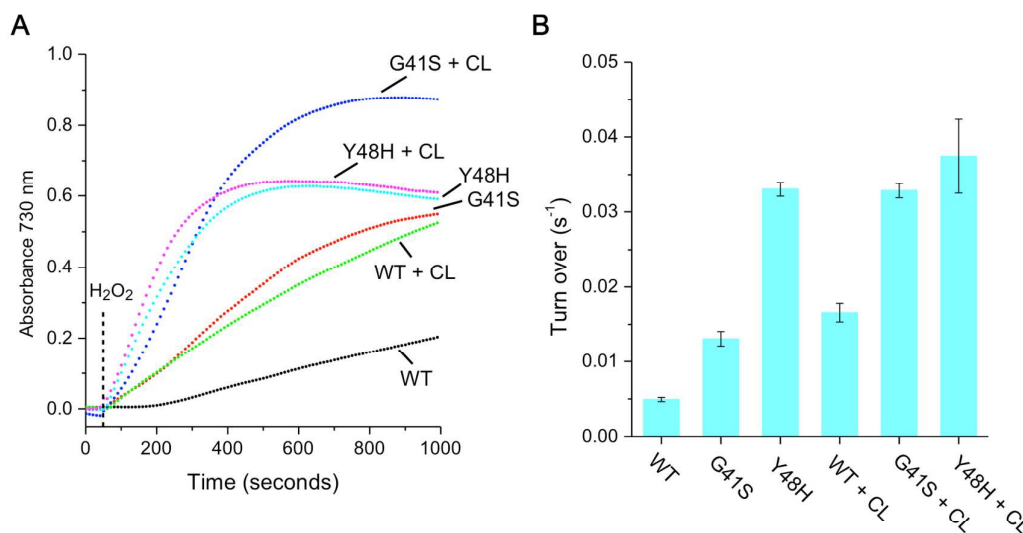 A
Absorbance 730 nm
1.0
0.8
0.6
0.4
0.2
0.0
H₂O₂
G41S + CL
Y48H + CL
Y48H
G41S
WT + CL
WT
0 200 400 600 800 1000
Time (seconds)
B
Turn over (s⁻¹)
0.05
0.04
0.03
0.02
0.01
0.00
WT
G41S
Y48H
WT + CL
G41S + CL
Y48H + CL